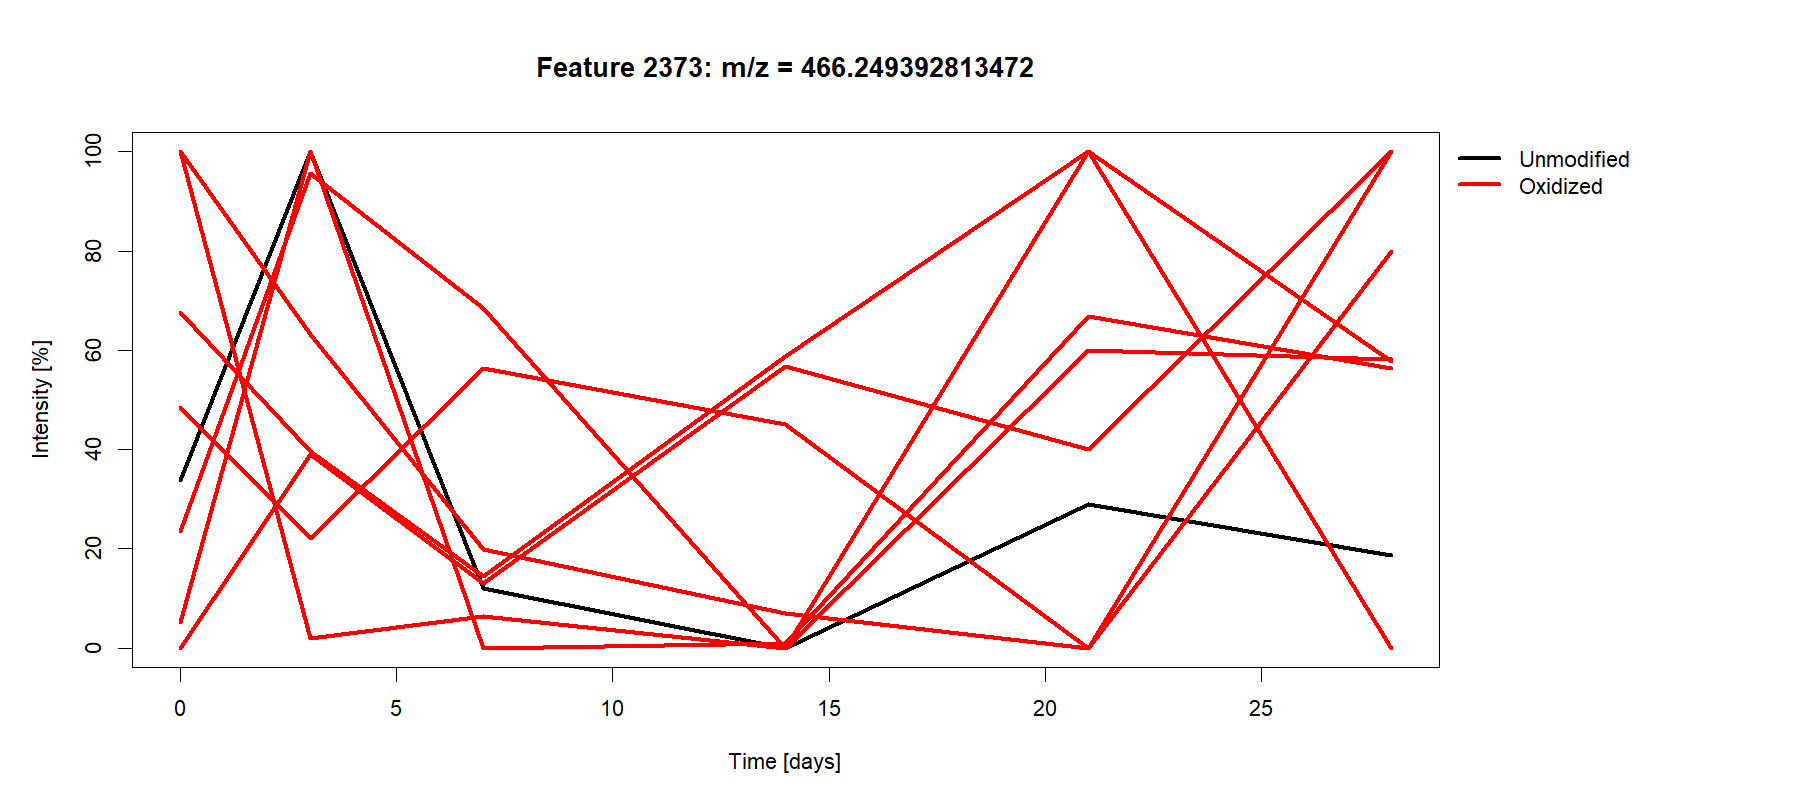 Feature 2373: m/z = 466.249392813472
Unmodified
Oxidized
Intensity [%]
100
80
60
40
20
0
0 5 10 15 20 25
Time [days]